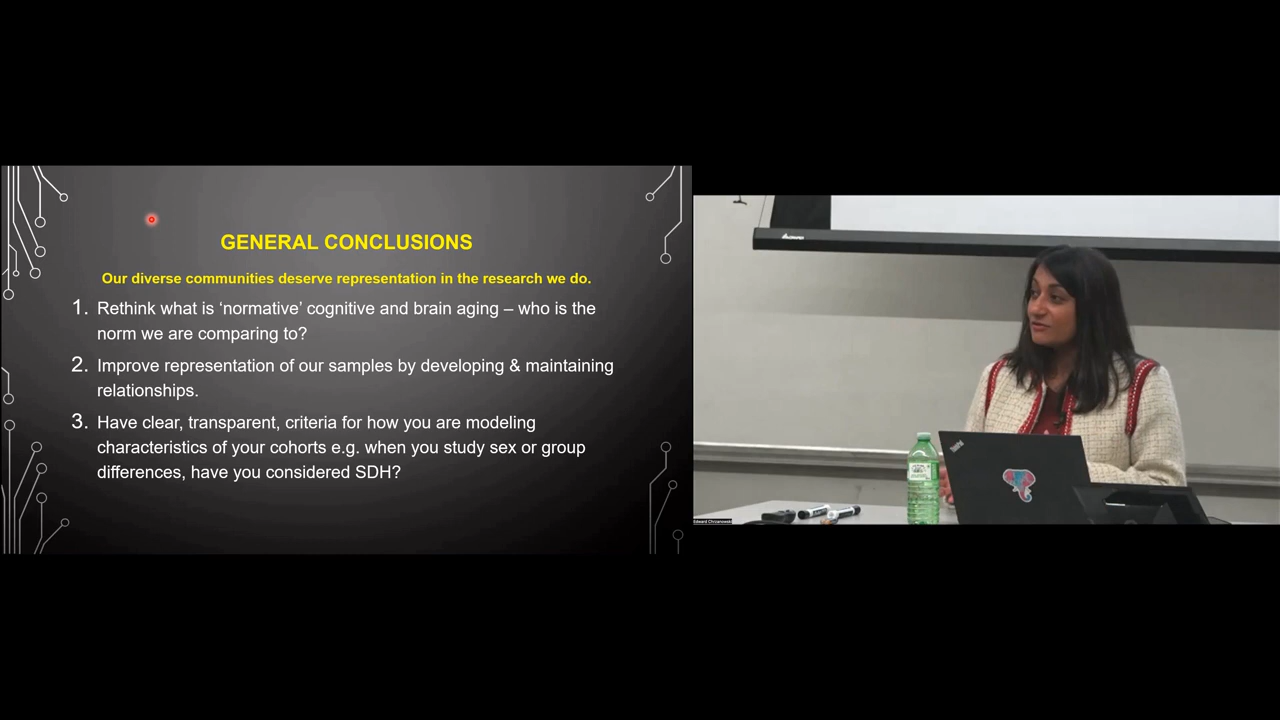 GENERAL CONCLUSIONS
Our diverse communities deserve representation in the research we do.
1. Rethink what is ‘normative’ cognitive and brain aging – who is the
norm we are comparing to?
2. Improve representation of our samples by developing & maintaining
relationships.
3. Have clear, transparent, criteria for how you are modeling
characteristics of your cohorts e.g. when you study sex or group
differences, have you considered SDH?
ThinkPad
Edward Chrzanowski